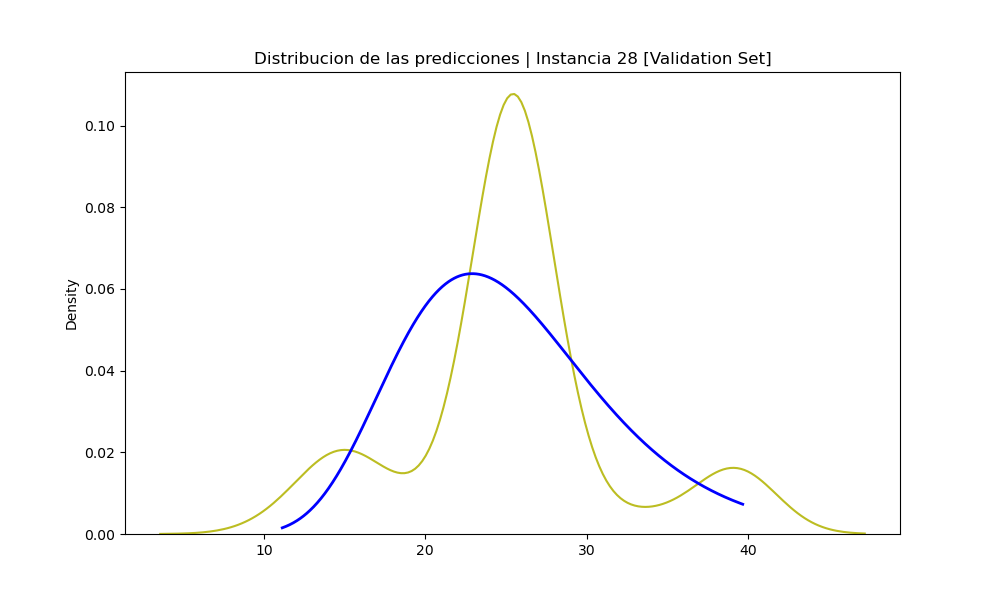 Distribucion de las predicciones | Instancia 28 [Validation Set]
0.10
0.08
0.06
0.04
0.02
0.00
Density
10 20 30 40